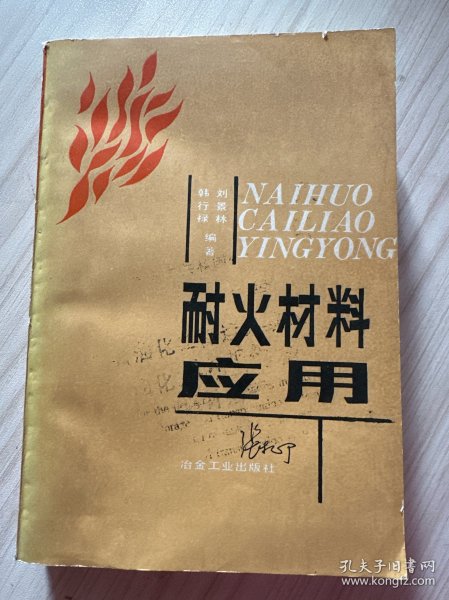 刘景林
韩行禄
编著
NAIHUO
CAILIAO
YINGYONG
耐火材料
应用
冶金工业出版社
孔夫子旧书网
www.kongfz.com